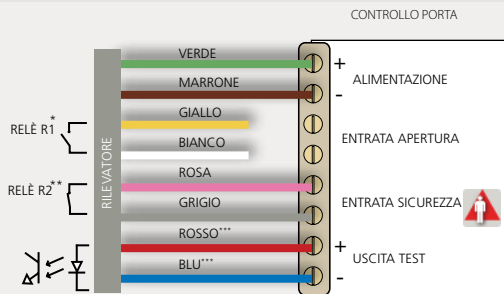 CONTROLLO PORTA
VERDE
+
MARRONE
ALIMENTAZIONE
-
GIALLO
RELÈ R1*
ENTRATA APERTURA
BIANCO
RILEVATORE
ROSA
RELÈ R2**
ENTRATA SICUREZZA
GRIGIO
ROSSO***
+
USCITA TEST
BLU***
-